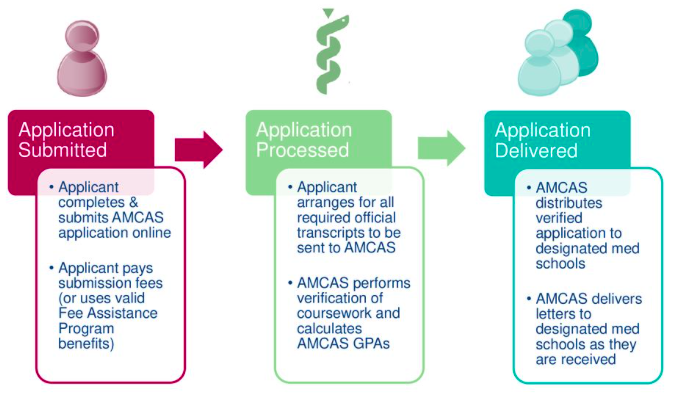 Application
Submitted
• Applicant
completes &
submits AMCAS
application online
• Applicant pays
submission fees
(or uses valid
Fee Assistance
Program
benefits)
Application
Processed
• Applicant
arranges for all
required official
transcripts to be
sent to AMCAS
• AMCAS performs
verification of
coursework and
calculates
AMCAS GPAs
Application
Delivered
• AMCAS
distributes
verified
application to
designated med
schools
• AMCAS delivers
letters to
designated med
schools as they
are received